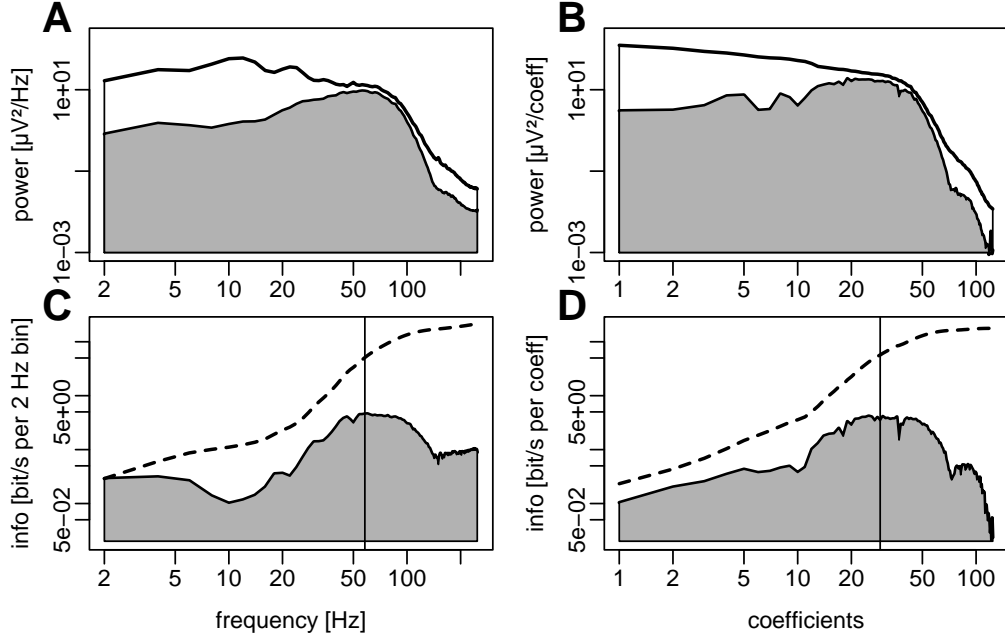 A
B
power [µV²/Hz]
1e−03
1e+01
2
5
10
20
50
100
power [µV²/coeff]
1e−03
1e+01
1
2
5
10
20
50
100
C
D
info [bit/s per 2 Hz bin]
5e−02
5e+00
2
5
10
20
50
100
frequency [Hz]
info [bit/s per coeff]
5e−02
5e+00
1
2
5
10
20
50
100
coefficients